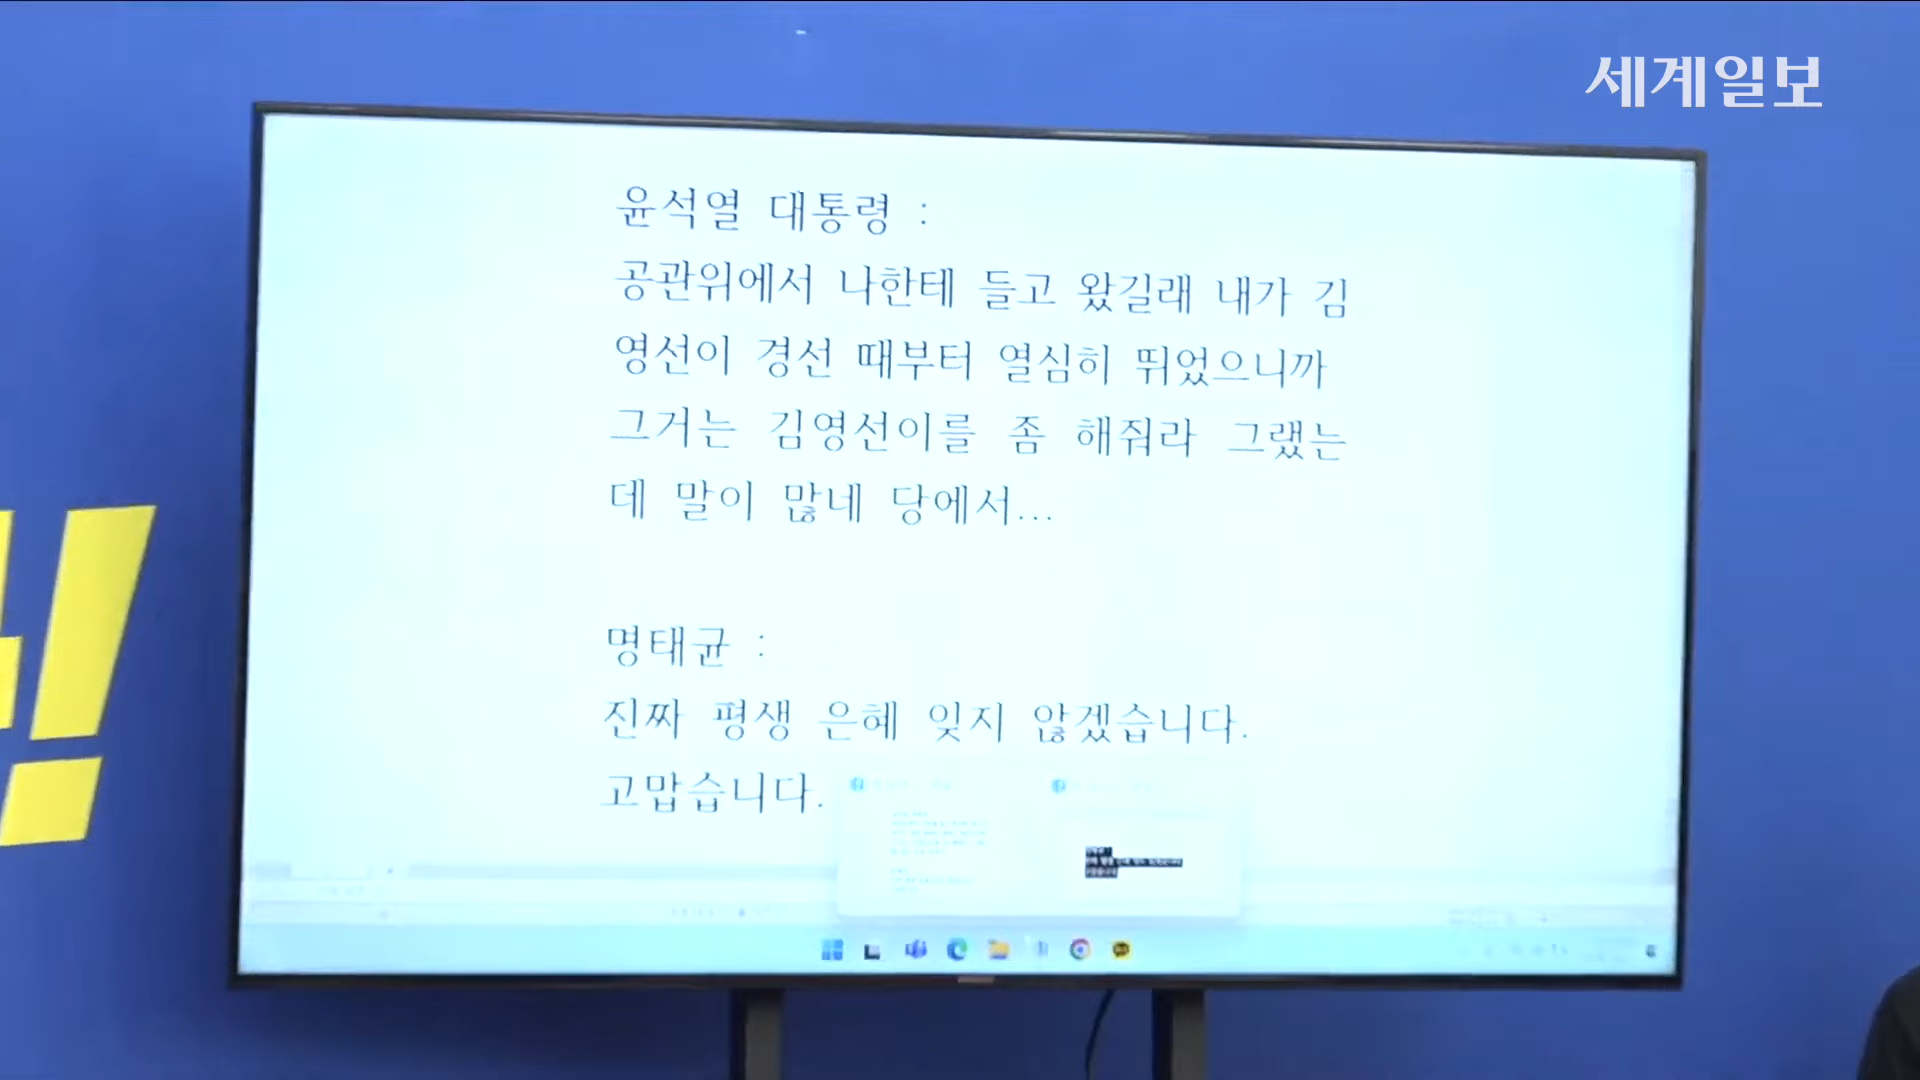 세계일보
윤석열 대통령 :
공관위에서 나한테 들고 왔길래 내가 김
영선이 경선 때부터 열심히 뛰었으니까
그거는 김영선이를 좀 해줘라 그랬는
데 말이 많네 당에서...
명태균 :
진짜 평생 은혜 잊지 않겠습니다.
고맙습니다.
!